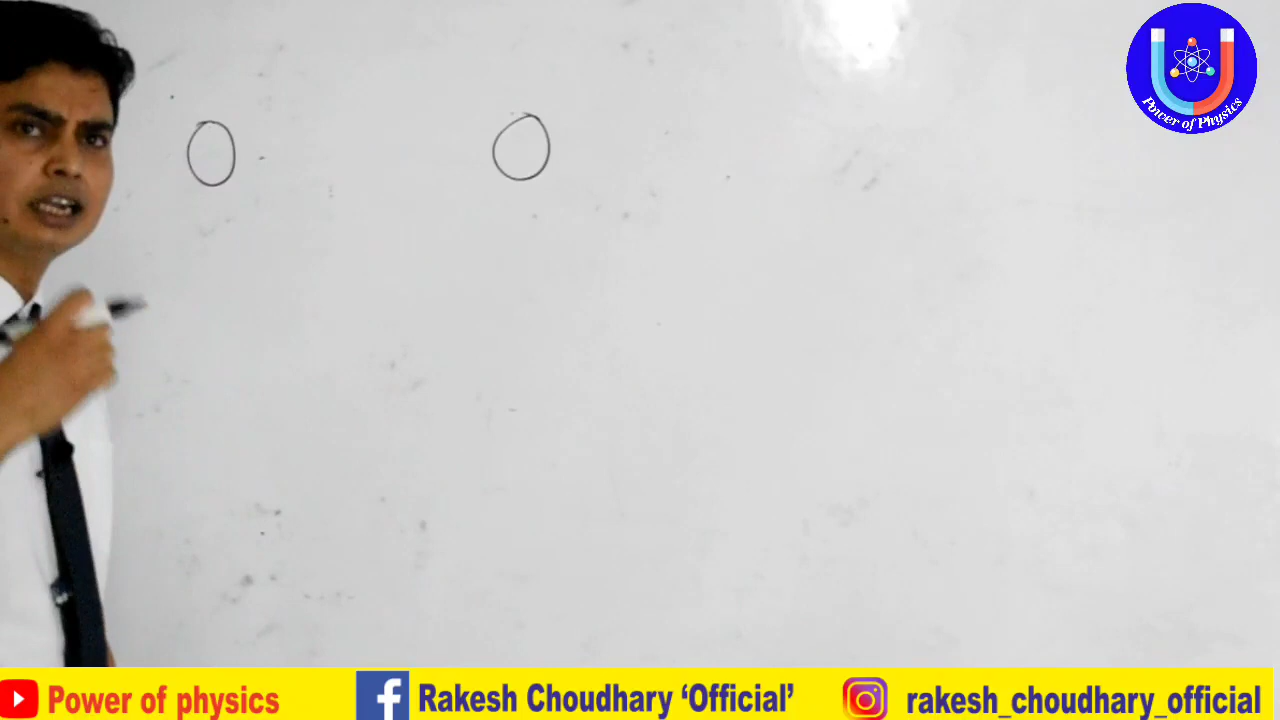 Power of Physics
Power of physics
Rakesh Choudhary ‘Official’
rakesh_choudhary_official